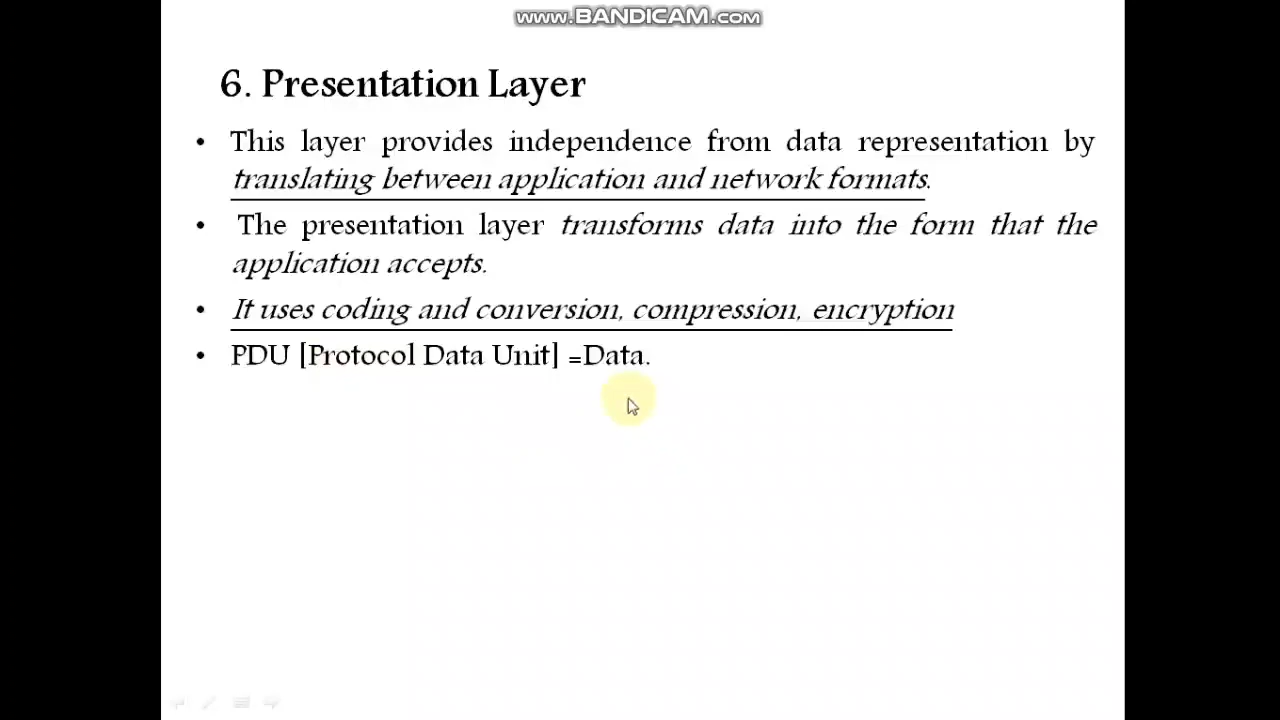 www.BANDICAM.com
6. Presentation Layer
• This layer provides independence from data representation by
translating between application and network formats.
• The presentation layer transforms data into the form that the
application accepts.
• It uses coding and conversion, compression, encryption
• PDU [Protocol Data Unit] =Data.